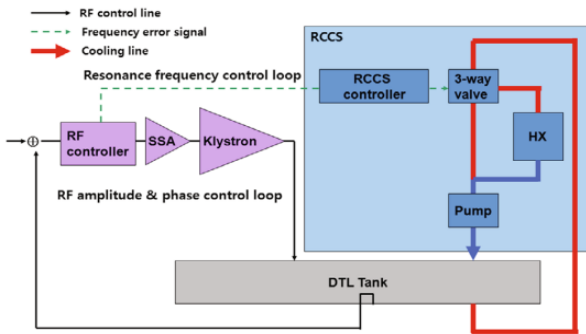 RF control line
Frequency error signal
Cooling line
RCCS
Resonance frequency control loop
RCCS
controller
3-way
valve
HX
RF
controller
SSA
Klystron
RF amplitude & phase control loop
Pump
DTL Tank